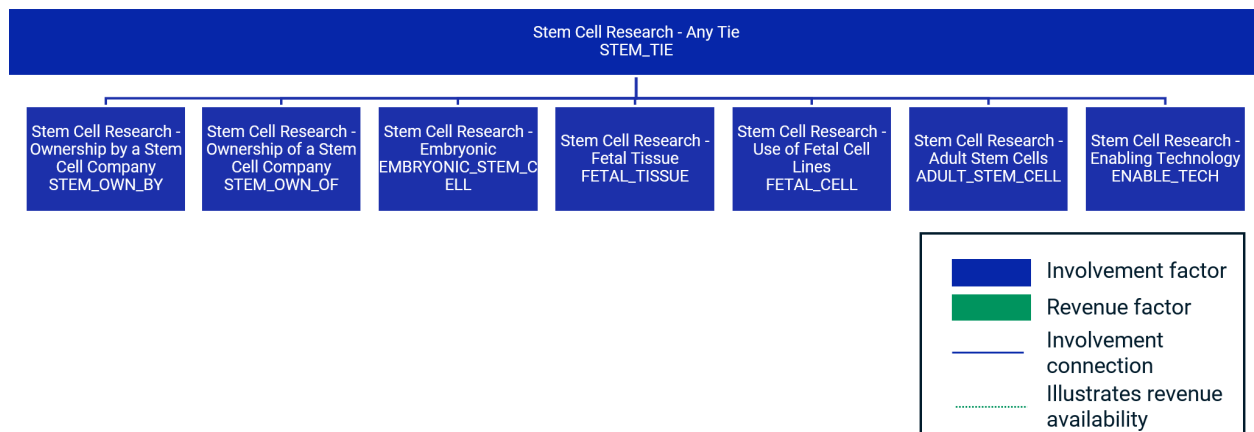 Stem Cell Research - Any Tie
STEM_TIE
Stem Cell Research -
Ownership by a Stem
Cell Company
STEM_OWN_BY
Stem Cell Research -
Ownership of a Stem
Cell Company
STEM_OWN_OF
Stem Cell Research -
Embryonic
EMBRYONIC_STEM_C
ELL
Stem Cell Research -
Fetal Tissue
FETAL_TISSUE
Stem Cell Research -
Use of Fetal Cell
Lines
FETAL_CELL
Stem Cell Research -
Adult Stem Cells
ADULT_STEM_CELL
Stem Cell Research -
Enabling Technology
ENABLE_TECH
Involvement factor
Revenue factor
Involvement
connection
Illustrates revenue
availability